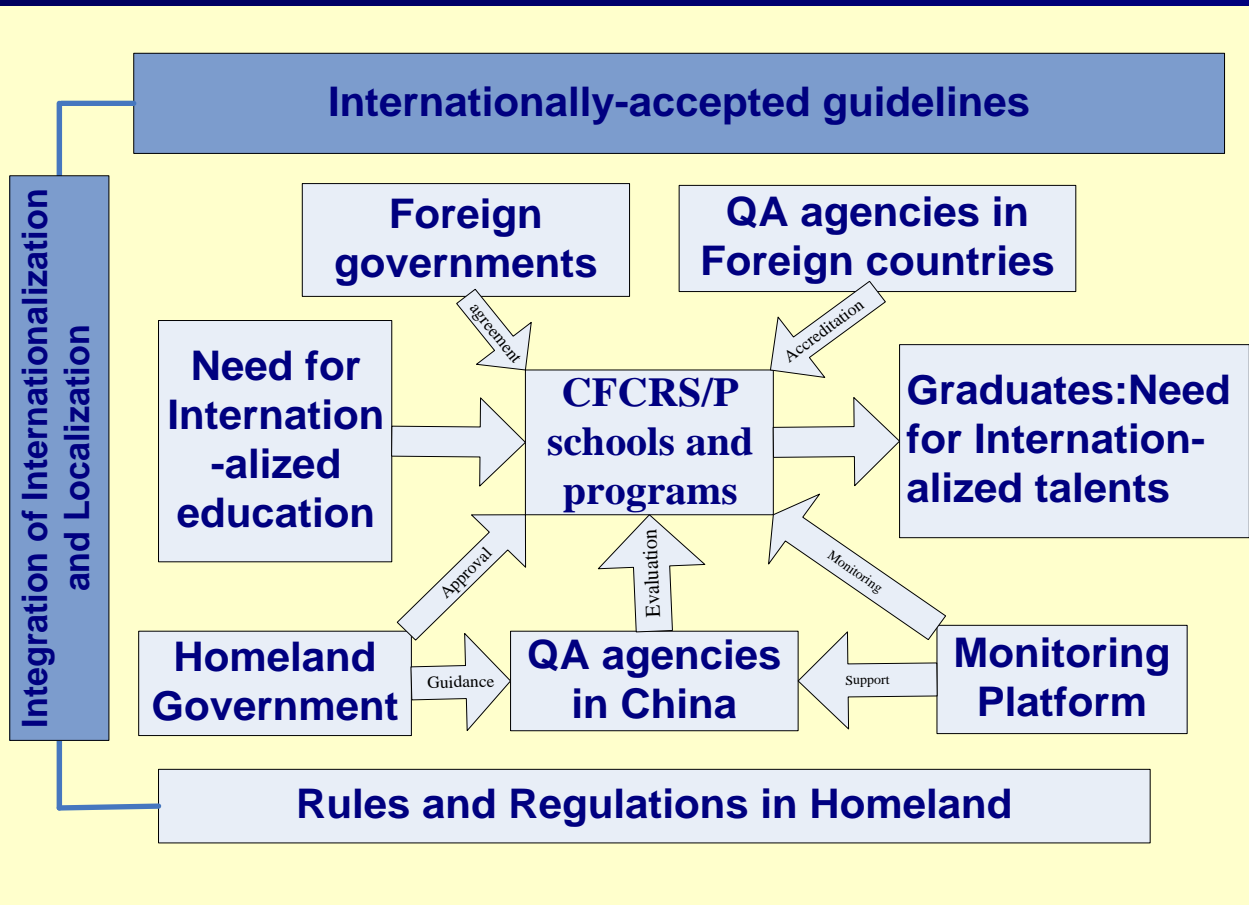 Internationally-accepted guidelines
Integration of Internationalization
and Localization
Foreign
governments
QA agencies in
Foreign countries
agreement
Accreditation
Need for
Internation
-alized
education
CFCRS/P
schools and
programs
Graduates:Need
for Internation-
alized talents
Approval
Evaluation
Monitoring
Homeland
Government
Guidance
QA agencies
in China
Support
Monitoring
Platform
Rules and Regulations in Homeland